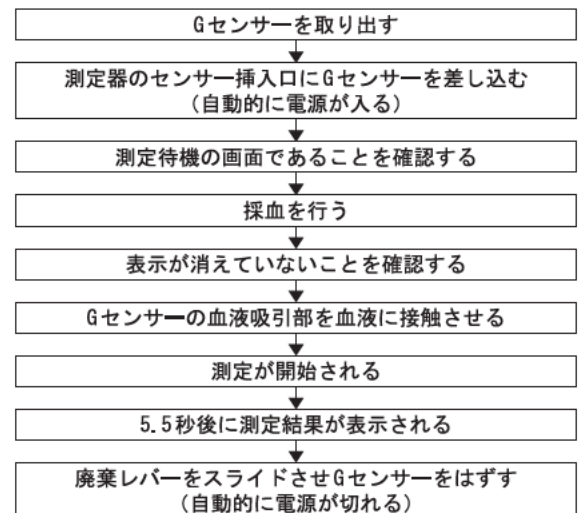 Gセンサーを取り出す
測定器のセンサー挿入口にGセンサーを差し込む
（自動的に電源が入る）
測定待機の画面であることを確認する
採血を行う
表示が消えていないことを確認する
Gセンサーの血液吸引部を血液に接触させる
測定が開始される
5.5秒後に測定結果が表示される
廃棄レバーをスライドさせGセンサーをはずす
（自動的に電源が切れる）